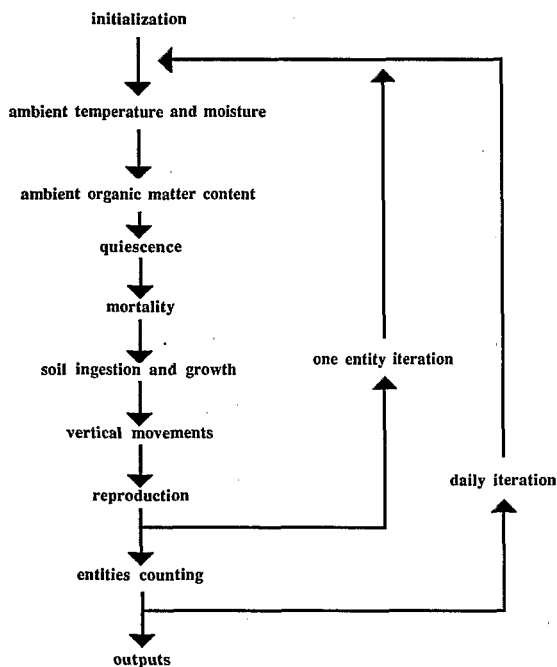 initialization
ambient temperature and moisture
ambient organic matter content
quiescence
mortality
soil ingestion and growth
one entity iteration
vertical movements
daily iteration
reproduction
entities counting
outputs